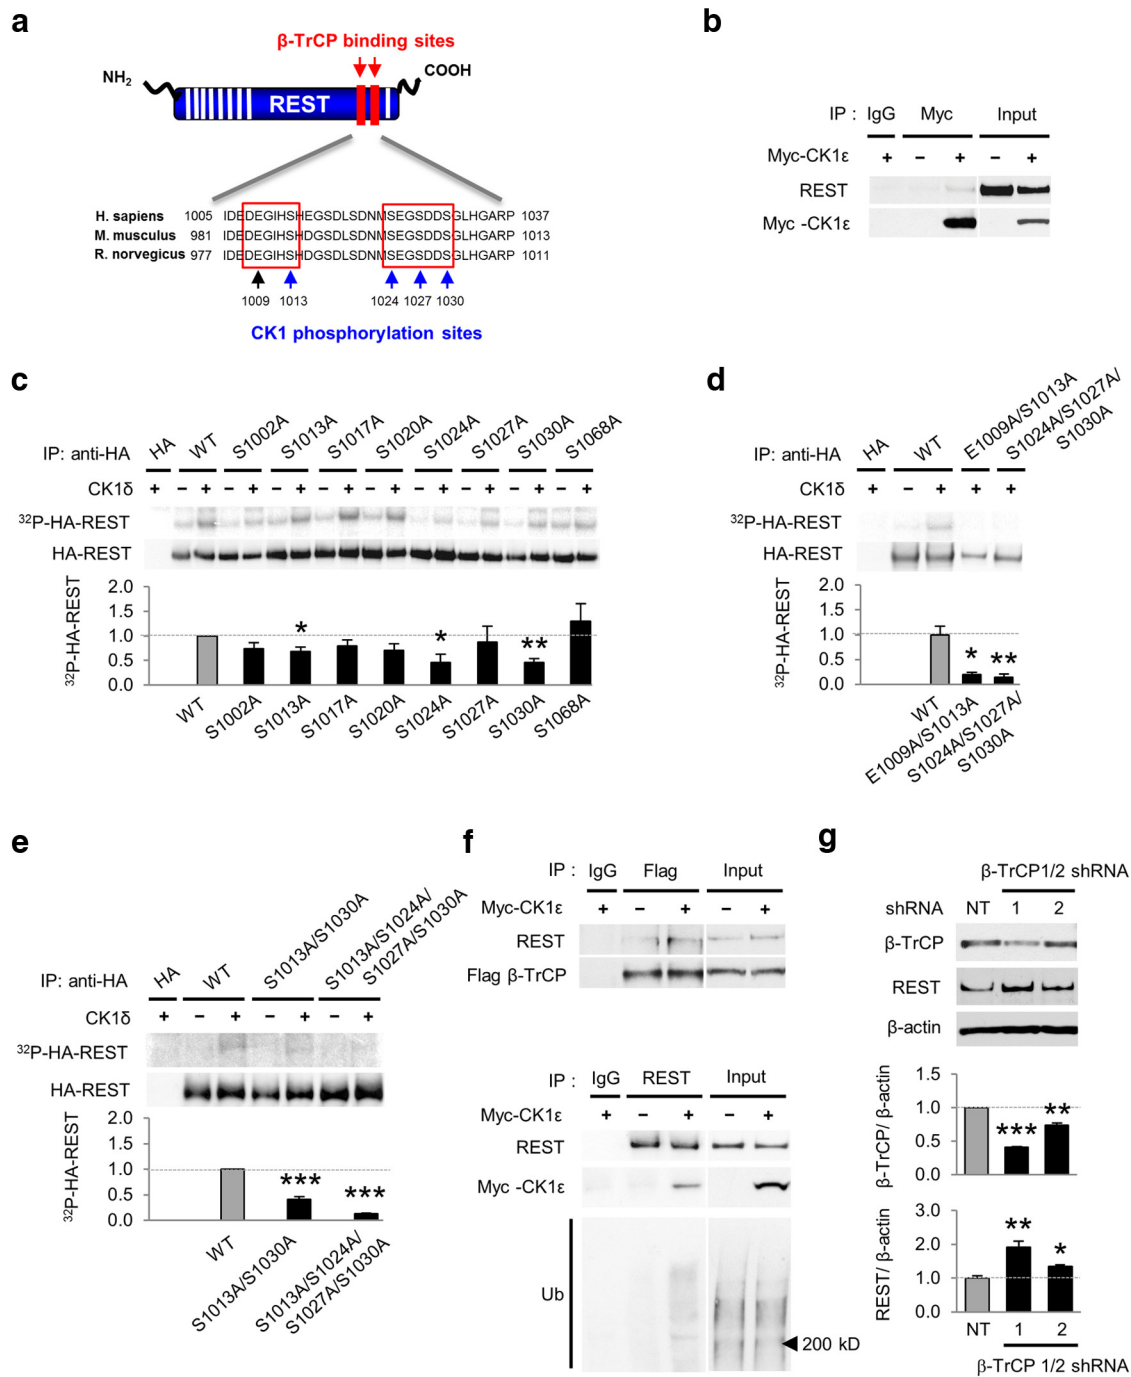 a
β-TrCP binding sites
NH2
COOH
REST
H. sapiens 1005 IDEDEGIHSHEGSDLSDNMSEGSDDSGLHGARP 1037
M. musculus 981 IDEDEGIHSHDGSDLSDNMSEGSDDSGLHGARP 1013
R. norvegicus 977 IDEDEGIHSHDGSDLSDNMSEGSDDSGLHGARP 1011
1009 1013 1024 1027 1030
CK1 phosphorylation sites
b
IP : IgG Myc Input
Myc-CK1ε + − + − +
REST
Myc -CK1ε
c
IP: anti-HA HA WT S1002A S1013A S1017A S1020A S1024A S1027A S1030A S1068A
CK1δ + − + − + − + − + − + − + − + − + − +
32P-HA-REST
HA-REST
32P-HA-REST
2.0
1.5
1.0
0.5
0.0
* * **
WT S1002A S1013A S1017A S1020A S1024A S1027A S1030A S1068A
d
IP: anti-HA HA WT E1009A/S1013A S1024A/S1027A/
S1030A
CK1δ + − + + +
32P-HA-REST
HA-REST
32P-HA-REST
2.0
1.5
1.0
0.5
0.0
* **
WT E1009A/S1013A S1024A/S1027A/
S1030A
e
IP: anti-HA HA WT S1013A/S1030A S1013A/S1024A/
S1027A/S1030A
CK1δ + − + − + − +
32P-HA-REST
HA-REST
32P-HA-REST
2.0
1.5
1.0
0.5
0.0
*** ***
WT S1013A/S1030A S1013A/S1024A/
S1027A/S1030A
f
IP : IgG Flag Input
Myc-CK1ε + − + − +
REST
Flag β-TrCP
IP : IgG REST Input
Myc-CK1ε + − + − +
REST
Myc -CK1ε
Ub
200 kD
g
β-TrCP1/2 shRNA
shRNA NT 1 2
β-TrCP
REST
β-actin
β-TrCP/ β-actin
1.5
1.0
0.5
0.0
*** **
REST/ β-actin
3.0
2.0
1.0
0.0
** *
NT 1 2
β-TrCP 1/2 shRNA